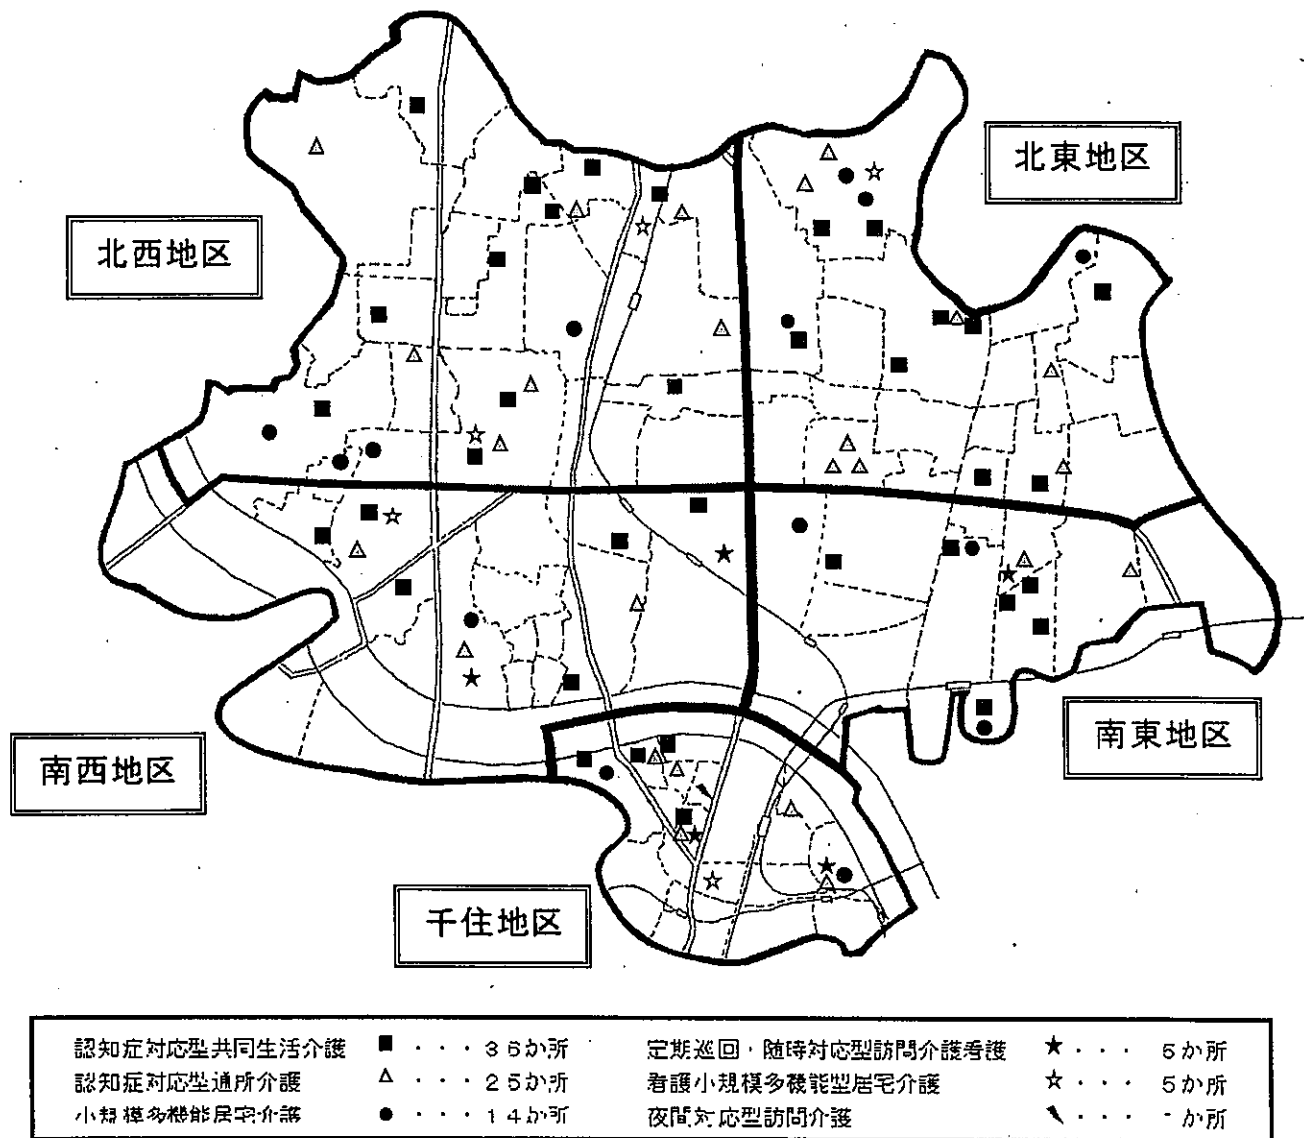 北東地区
北西地区
南東地区
南西地区
千住地区
認知症対応型共同生活介護 ■ ・・・ 36か所
定期巡回・随時対応型訪問介護看護 ★ ・・・ 5か所
認知症対応型通所介護 △ ・・・ 25か所
看護小規模多機能型居宅介護 ☆ ・・・ 5か所
小規模多機能居宅介護 ● ・・・ 14か所
夜間対応型訪問介護 ・・・ か所